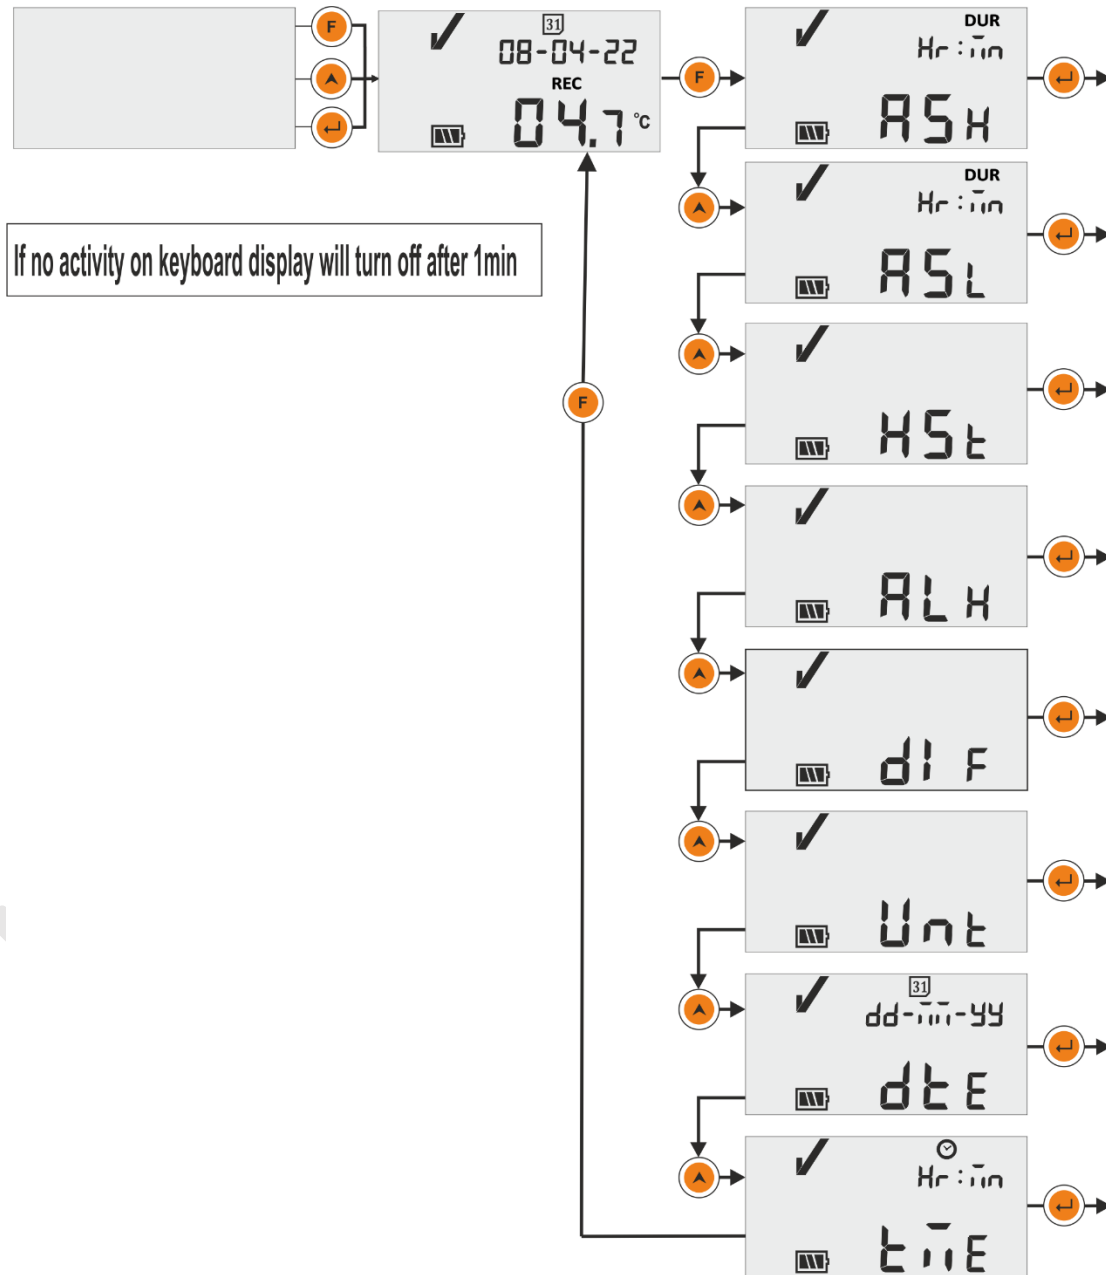 F
31
08-04-22
REC
04.7 °C
F
DUR
Hr:mn
ASH
DUR
Hr:mn
ASL
If no activity on keyboard display will turn off after 1min
HSt
F
ALH
dIF
Unt
31
dd-mm-yy
dtE
Hr:mn
tmE